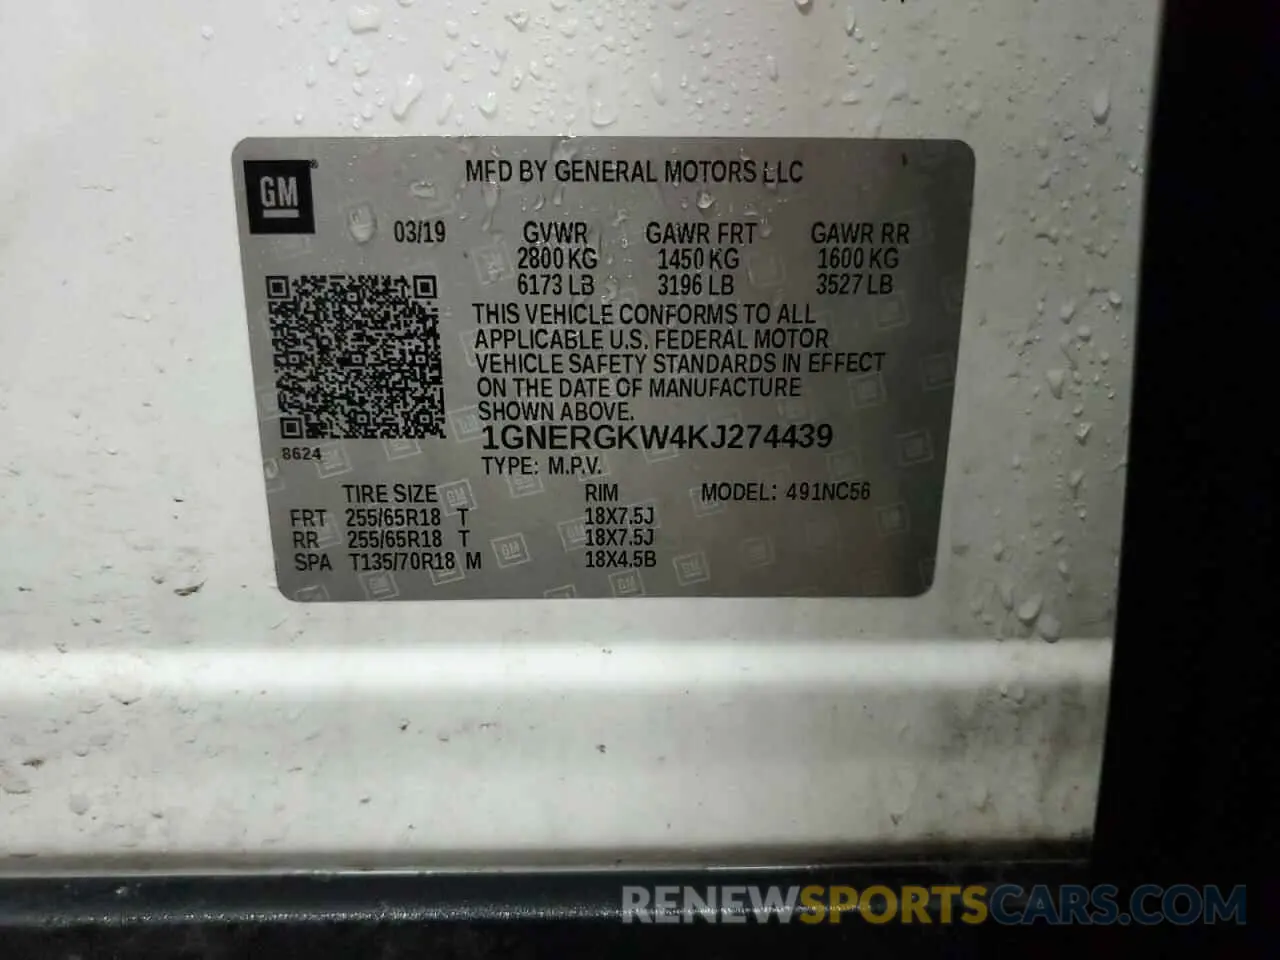 GM
MFD BY GENERAL MOTORS LLC
03/19 GVWR GAWR FRT GAWR RR
2800 KG 1450 KG 1600 KG
6173 LB 3196 LB 3527 LB
THIS VEHICLE CONFORMS TO ALL
APPLICABLE U.S. FEDERAL MOTOR
VEHICLE SAFETY STANDARDS IN EFFECT
ON THE DATE OF MANUFACTURE
SHOWN ABOVE.
1GNERGKW4KJ274439
8624
TYPE: M.P.V.
TIRE SIZE RIM MODEL: 491NC56
FRT 255/65R18 T 18X7.5J
RR 255/65R18 T 18X7.5J
SPA T135/70R18 M 18X4.5B
RENEWSPORTSCARS.COM